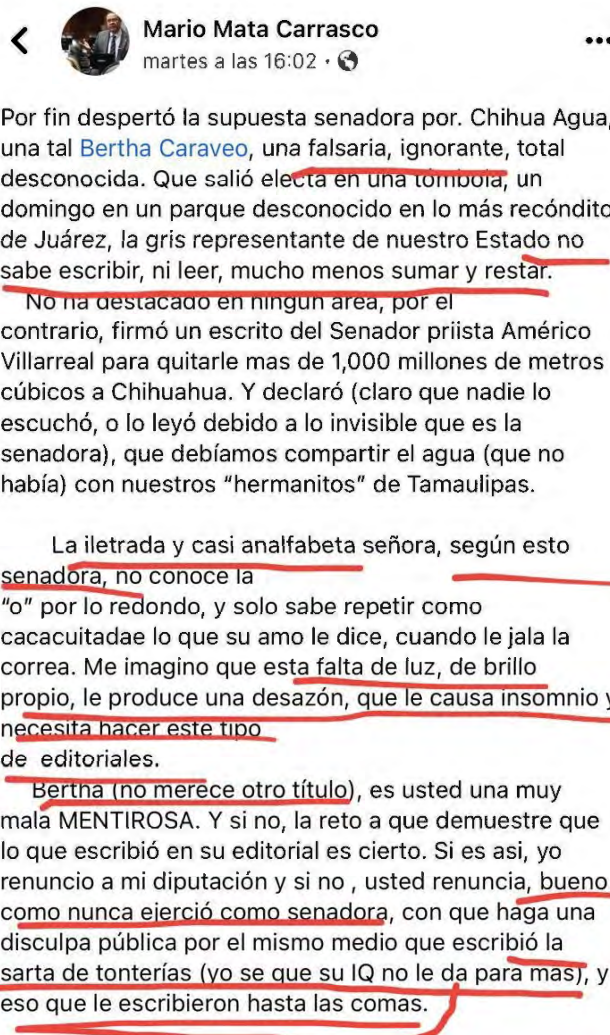 Mario Mata Carrasco
martes a las 16:02 ·
Por fin despertó la supuesta senadora por. Chihua Agua,
una tal Bertha Caraveo, una falsaria, ignorante, total
desconocida. Que salió electa en una tómbola, un
domingo en un parque desconocido en lo más recóndito
de Juárez, la gris representante de nuestro Estado no
sabe escribir, ni leer, mucho menos sumar y restar.
No ha destacado en ningún área, por el
contrario, firmó un escrito del Senador priista Américo
Villarreal para quitarle mas de 1,000 millones de metros
cúbicos a Chihuahua. Y declaró (claro que nadie lo
escuchó, o lo leyó debido a lo invisible que es la
senadora), que debíamos compartir el agua (que no
había) con nuestros “hermanitos” de Tamaulipas.
La iletrada y casi analfabeta señora, según esto
senadora, no conoce la
“o” por lo redondo, y solo sabe repetir como
cacacuitadae lo que su amo le dice, cuando le jala la
correa. Me imagino que esta falta de luz, de brillo
propio, le produce una desazón, que le causa insomnio y
necesita hacer este tipo
de editoriales.
Bertha (no merece otro título), es usted una muy
mala MENTIROSA. Y si no, la reto a que demuestre que
lo que escribió en su editorial es cierto. Si es asi, yo
renuncio a mi diputación y si no , usted renuncia, bueno
como nunca ejerció como senadora, con que haga una
disculpa pública por el mismo medio que escribió la
sarta de tonterías (yo se que su IQ no le da para mas), y
eso que le escribieron hasta las comas.